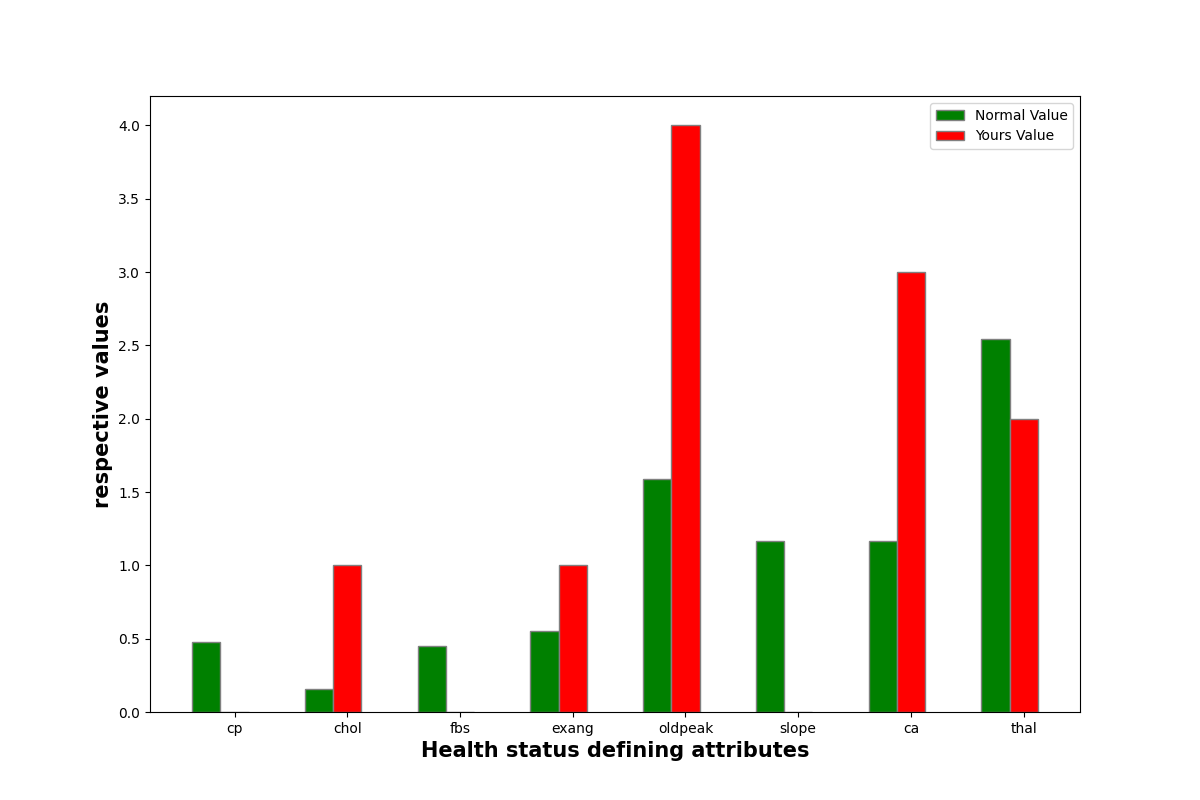 Normal Value
Yours Value
4.0
3.5
3.0
2.5
2.0
1.5
1.0
0.5
0.0
respective values
cp chol fbs exang oldpeak slope ca thal
Health status defining attributes